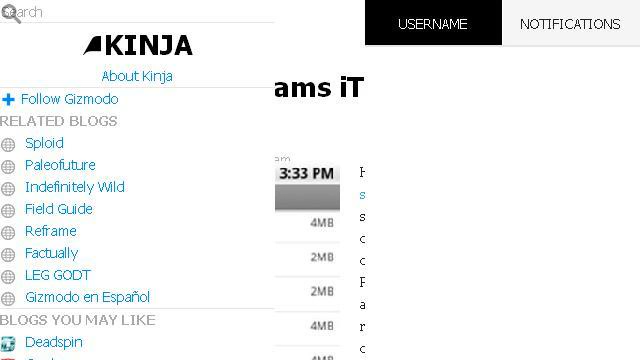 Search
KINJA
About Kinja
Follow Gizmodo
RELATED BLOGS
Sploid
Paleofuture
Indefinitely Wild
Field Guide
Reframe
Factually
LEG GODT
Gizmodo en Español
BLOGS YOU MAY LIKE
Deadspin
ams iT
am
3:33 PM
4MB
2MB
2MB
4MB
USERNAME
NOTIFICATIONS